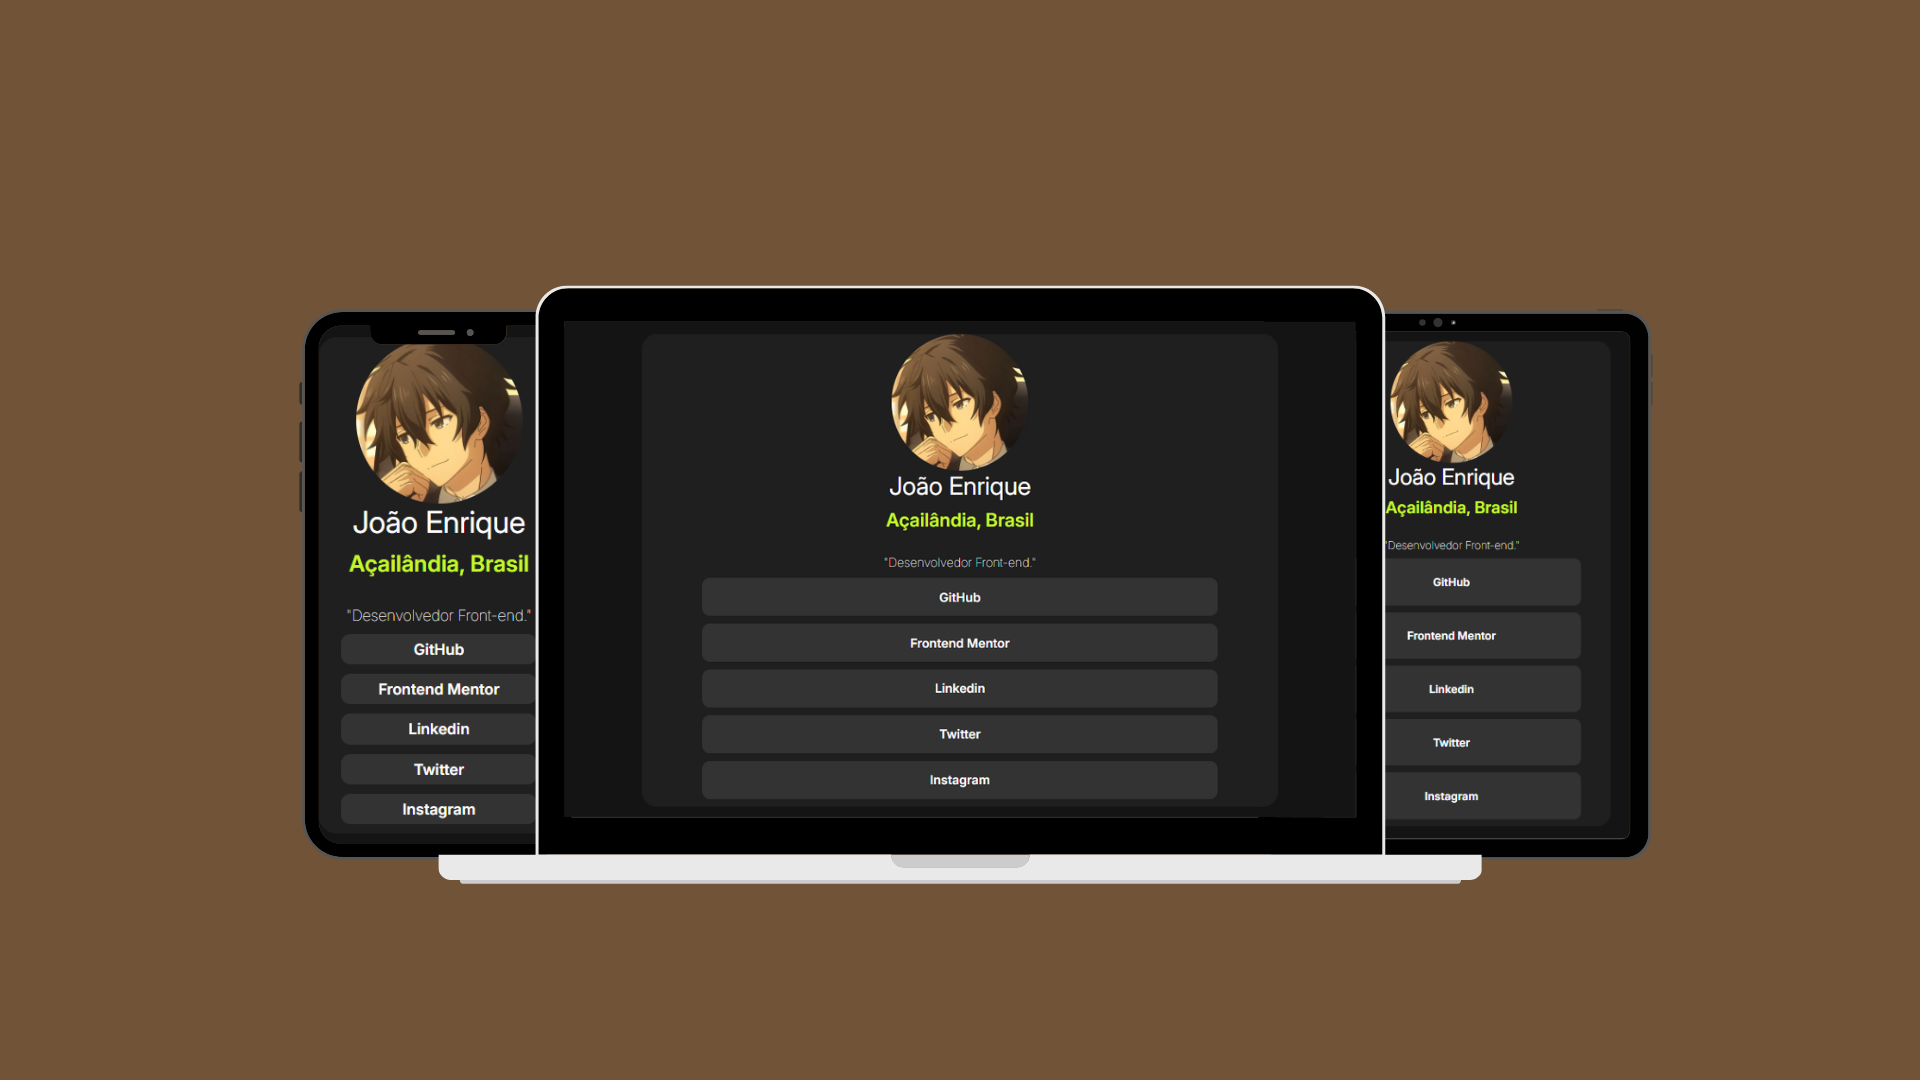 João Enrique
Açailândia, Brasil
"Desenvolvedor Front-end."
GitHub
Frontend Mentor
Linkedin
Twitter
Instagram
João Enrique
Açailândia, Brasil
"Desenvolvedor Front-end."
GitHub
Frontend Mentor
Linkedin
Twitter
Instagram
João Enrique
Açailândia, Brasil
"Desenvolvedor Front-end."
GitHub
Frontend Mentor
Linkedin
Twitter
Instagram